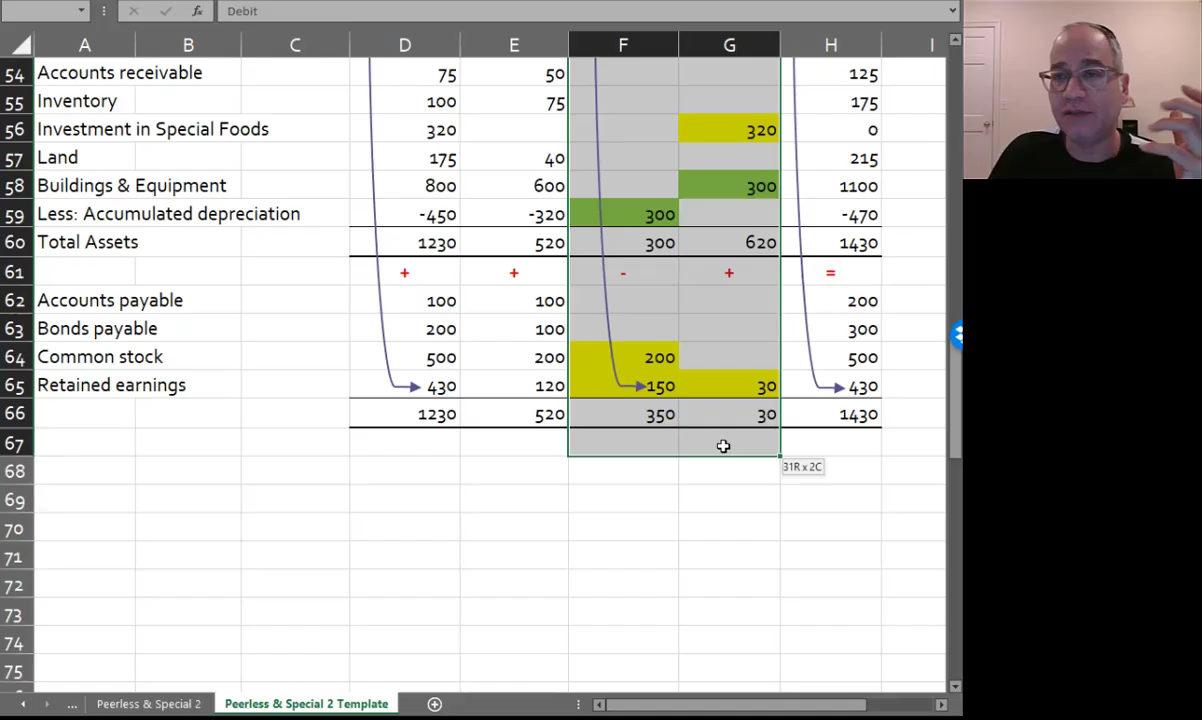 fx Debit
A B C D E F G H I
54 Accounts receivable 75 50 125
55 Inventory 100 75 175
56 Investment in Special Foods 320 320 0
57 Land 175 40 215
58 Buildings & Equipment 800 600 300 1100
59 Less: Accumulated depreciation -450 -320 300 -470
60 Total Assets 1230 520 300 620 1430
61 + + - + =
62 Accounts payable 100 100 200
63 Bonds payable 200 100 300
64 Common stock 500 200 200 500
65 Retained earnings 430 120 150 30 430
66 1230 520 350 30 1430
67
31R x 2C
68
69
70
71
72
73
74
75
... Peerless & Special 2 Peerless & Special 2 Template